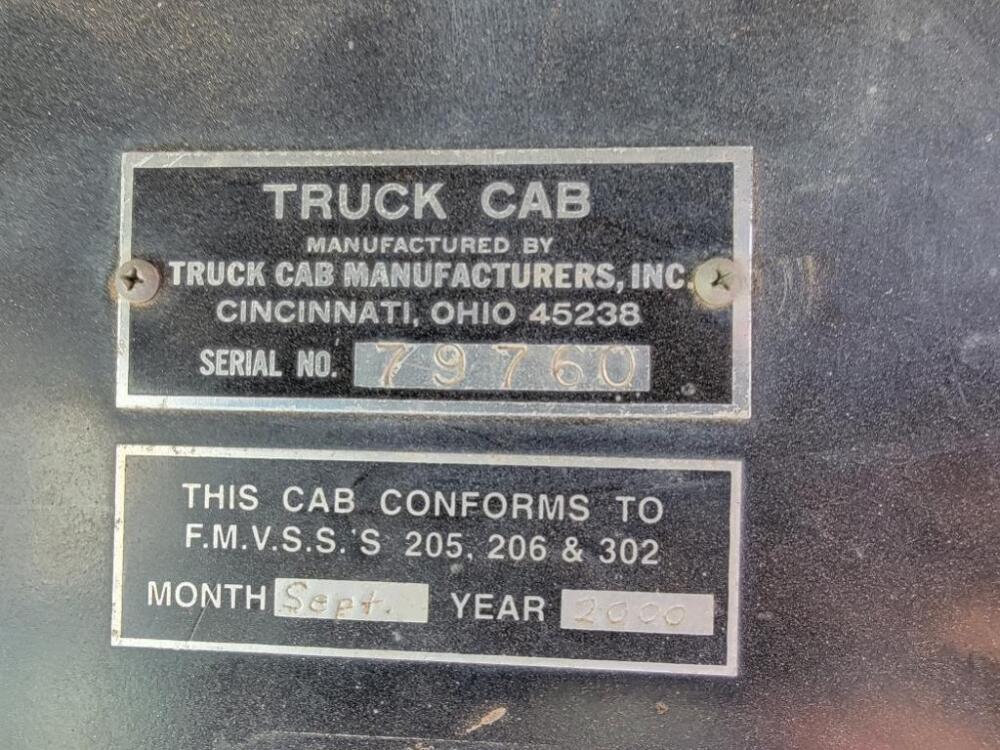 TRUCK CAB
MANUFACTURED BY
TRUCK CAB MANUFACTURERS, INC.
CINCINNATI, OHIO 45238
SERIAL NO. 79760
THIS CAB CONFORMS TO
F.M.V.S.S.'S 205, 206 & 302
MONTH Sept. YEAR 2000